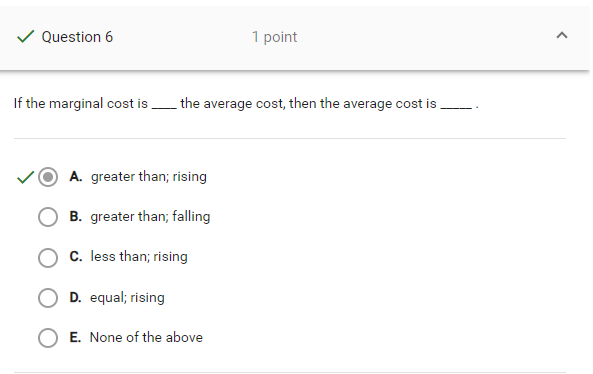 Question 6 1 point
If the marginal cost is ____ the average cost, then the average cost is _____ .
A. greater than; rising
B. greater than; falling
C. less than; rising
D. equal; rising
E. None of the above